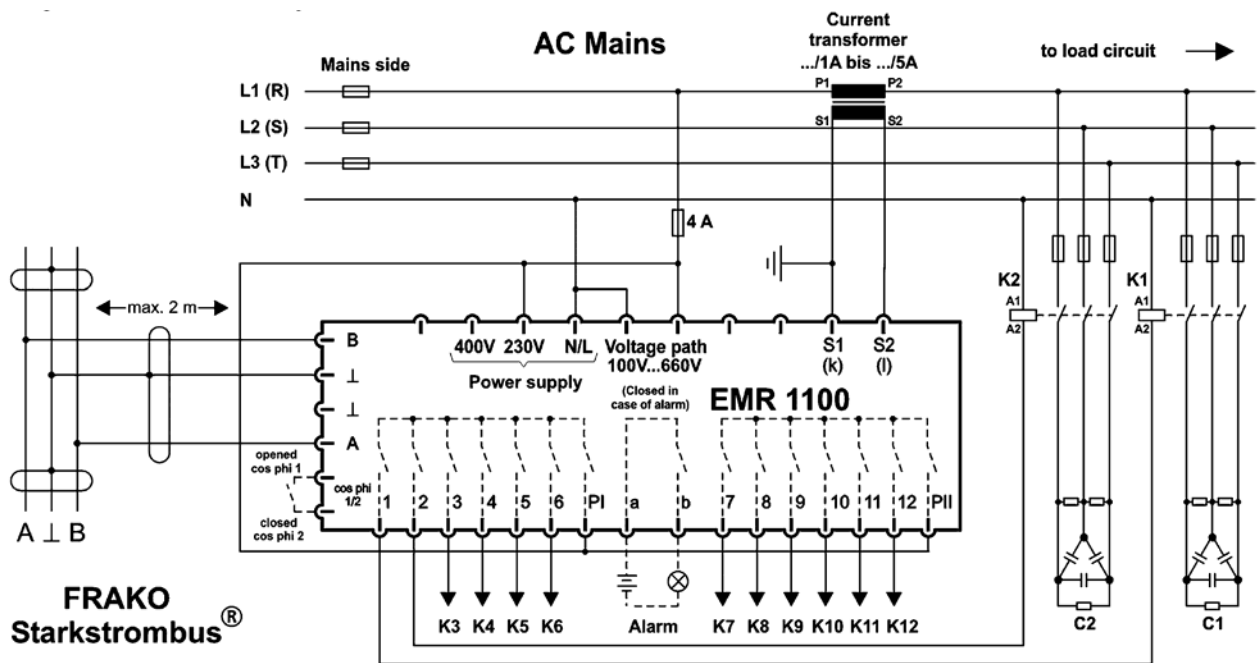 AC Mains
Current
transformer
.../1A bis .../5A
to load circuit
Mains side
P1
P2
L1 (R)
S1
S2
L2 (S)
L3 (T)
N
4 A
max. 2 m
K2
A1
A2
K1
A1
A2
B
⊥
⊥
A
400V
230V
N/L
Power supply
Voltage path
100V...660V
S1
(k)
S2
(l)
(Closed in
case of alarm)
EMR 1100
opened
cos phi 1
cos phi
1/2
closed
cos phi 2
1
2
3
4
5
6
PI
a
b
7
8
9
10
11
12
PII
A ⊥ B
FRAKO
Starkstrombus®
K3
K4
K5
K6
Alarm
K7
K8
K9
K10
K11
K12
C2
C1